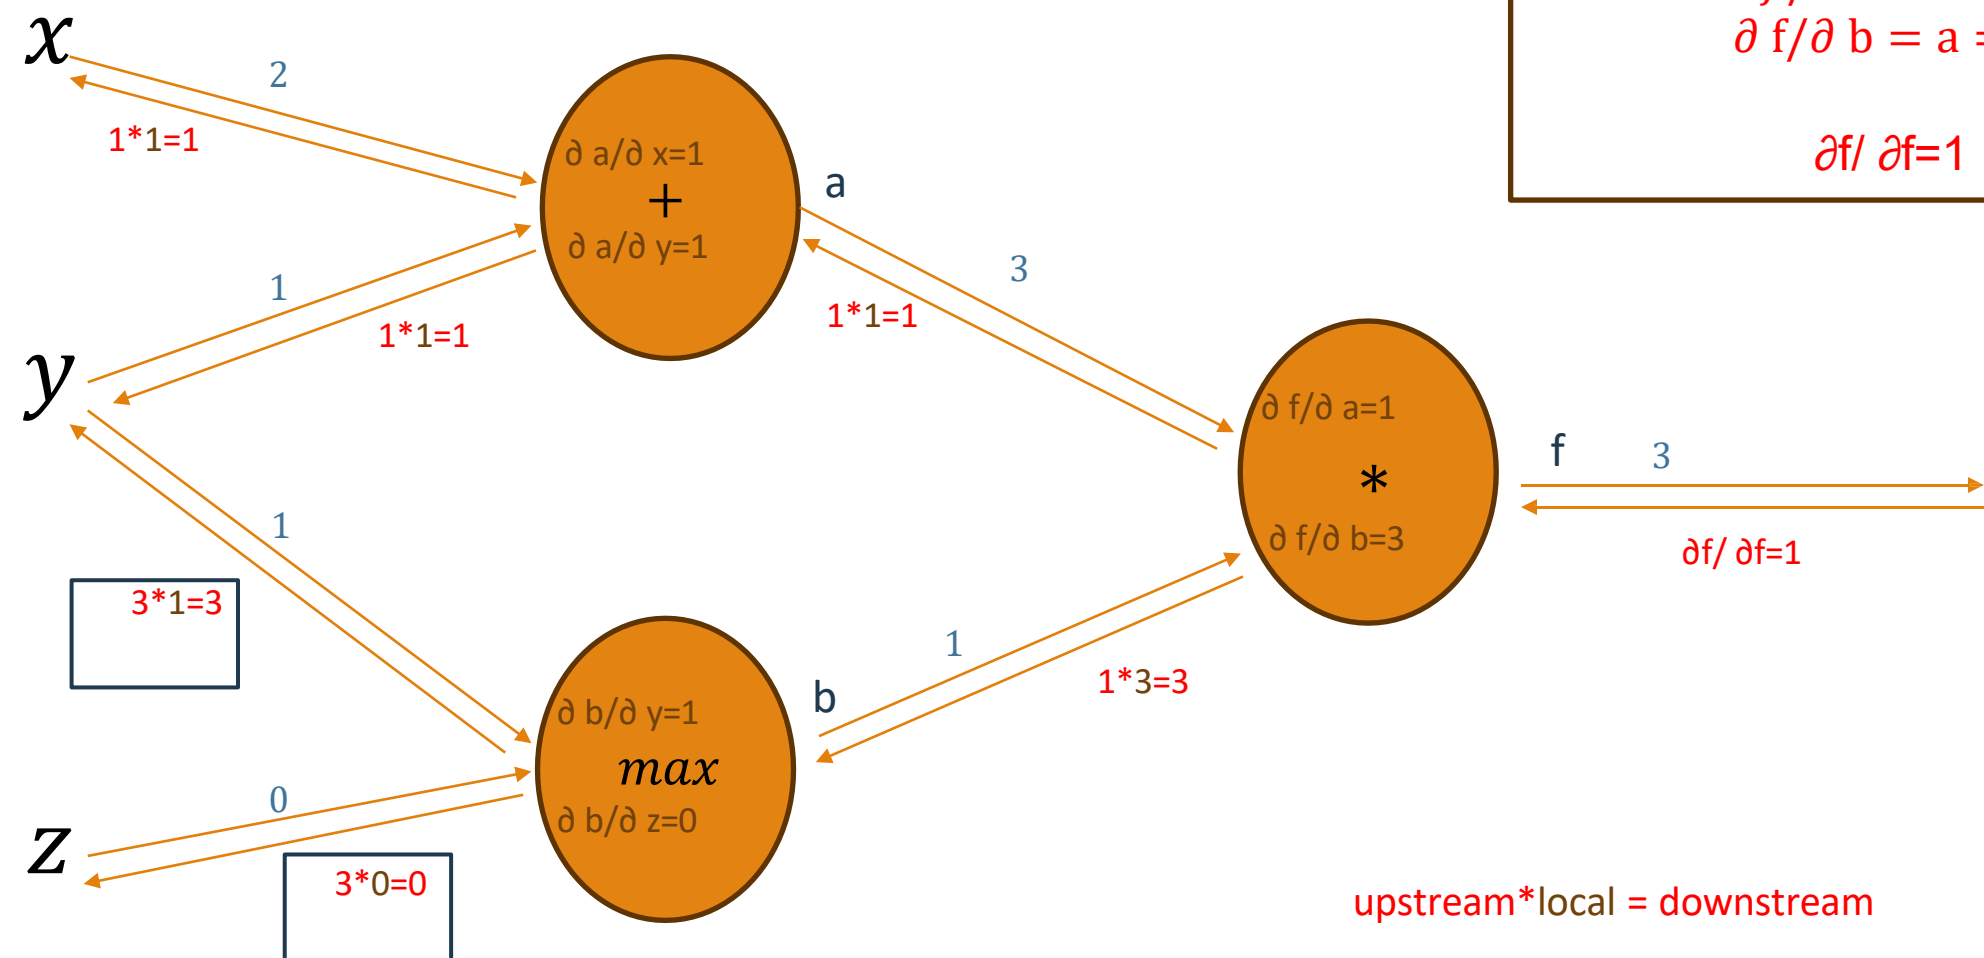 x
2
1*1=1
∂ a/∂ x=1
+
∂ a/∂ y=1
a
∂ f/∂ b = a =
∂f/ ∂f=1
1
1*1=1
3
1*1=1
y
∂ f/∂ a=1
*
∂ f/∂ b=3
f
3
∂f/ ∂f=1
1
3*1=3
1
1*3=3
b
∂ b/∂ y=1
max
∂ b/∂ z=0
0
z
3*0=0
upstream*local = downstream